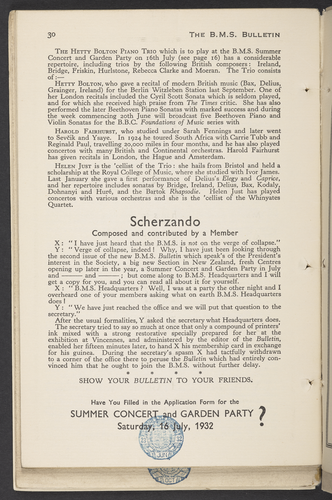 30 THE B.M.S. BULLETIN
THE HETTY BOLTON PIANO TRIO which is to play at the B.M.S. Summer
Concert and Garden Party on 16th July (see page 16) has a considerable
repertoire, including trios by the following British composers: Ireland,
Bridge, Friskin, Hurlstone, Rebecca Clarke and Moeran. The Trio consists
of :—
HETTY BOLTON, who gave a recital of modern British music (Bax, Delius,
Grainger, Ireland) for the Berlin Witzleben Station last September. One of
her London recitals included the Cyril Scott Sonata which is seldom played,
and for which she received high praise from The Times critic. She has also
performed the later Beethoven Piano Sonatas with marked success and during
the week commencing 20th June will broadcast five Beethoven Piano and
Violin Sonatas for the B.B.C. Foundations of Music series with
HAROLD FAIRHURST, who studied under Sarah Fennings and later went
to Sevčik and Ysaye. In 1924 he toured South Africa with Carrie Tubb and
Reginald Paul, travelling 20,000 miles in four months, and he has also played
concertos with many British and Continental orchestras. Harold Fairhurst
has given recitals in London, the Hague and Amsterdam.
HELEN JUST is the 'cellist of the Trio: she hails from Bristol and held a
scholarship at the Royal College of Music, where she studied with Ivor James.
Last January she gave a first performance of Delius's Elegy and Caprice,
and her repertoire includes sonatas by Bridge, Ireland, Delius, Bax, Kodaly,
Dohnanyi and Huré, and the Bartok Rhapsodie. Helen Just has played
concertos with various orchestras and she is the 'cellist of the Whinyates
Quartet.
Scherzando
Composed and contributed by a Member
X: "I have just heard that the B.M.S. is not on the verge of collapse."
Y: "Verge of collapse, indeed! Why, I have just been looking through
the second issue of the new B.M.S. Bulletin which speak's of the President's
interest in the Society, a big new Section in New Zealand, fresh Centres
opening up later in the year, a Summer Concert and Garden Party in July
and —— and —— ; but come along to B.M.S. Headquarters and I will
get a copy for you, and you can read all about it for yourself.
X: "B.M.S. Headquarters? Well, I was at a party the other night and I
overheard one of your members asking what on earth B.M.S. Headquarters
does!
Y: "We have just reached the office and we will put that question to the
secretary."
After the usual formalities, Y asked the secretary what Headquarters does.
The secretary tried to say so much at once that only a compound of printers'
ink mixed with a strong restorative specially prepared for her at the
exhibition at Vincennes, and administered by the editor of the Bulletin,
enabled her fifteen minutes later, to hand X his membership card in exchange
for his guinea. During the secretary's spasm X had tactfully withdrawn
to a corner of the office there to peruse the Bulletin which had entirely con-
vinced him that he ought to join the B.M.S. without further delay.
* * * *
SHOW YOUR BULLETIN TO YOUR FRIENDS.
Have You Filled in the Application Form for the
SUMMER CONCERT and GARDEN PARTY ?
Saturday, 16 July, 1932